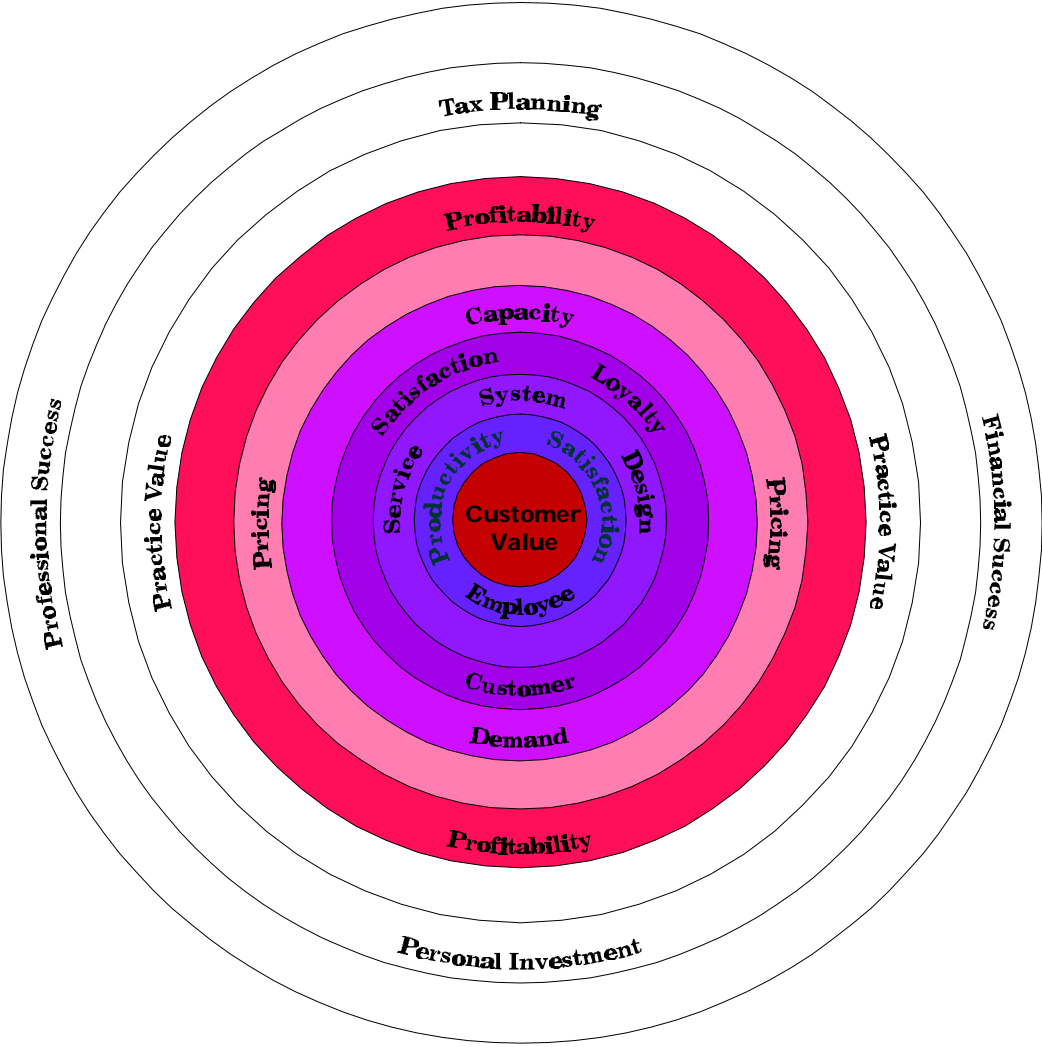 Tax Planning
Profitability
Capacity
Satisfaction
Loyalty
System
Service
Design
Productivity
Satisfaction
Customer
Value
Employee
Pricing
Pricing
Practice Value
Practice Value
Professional Success
Financial Success
Customer
Demand
Profitability
Personal Investment